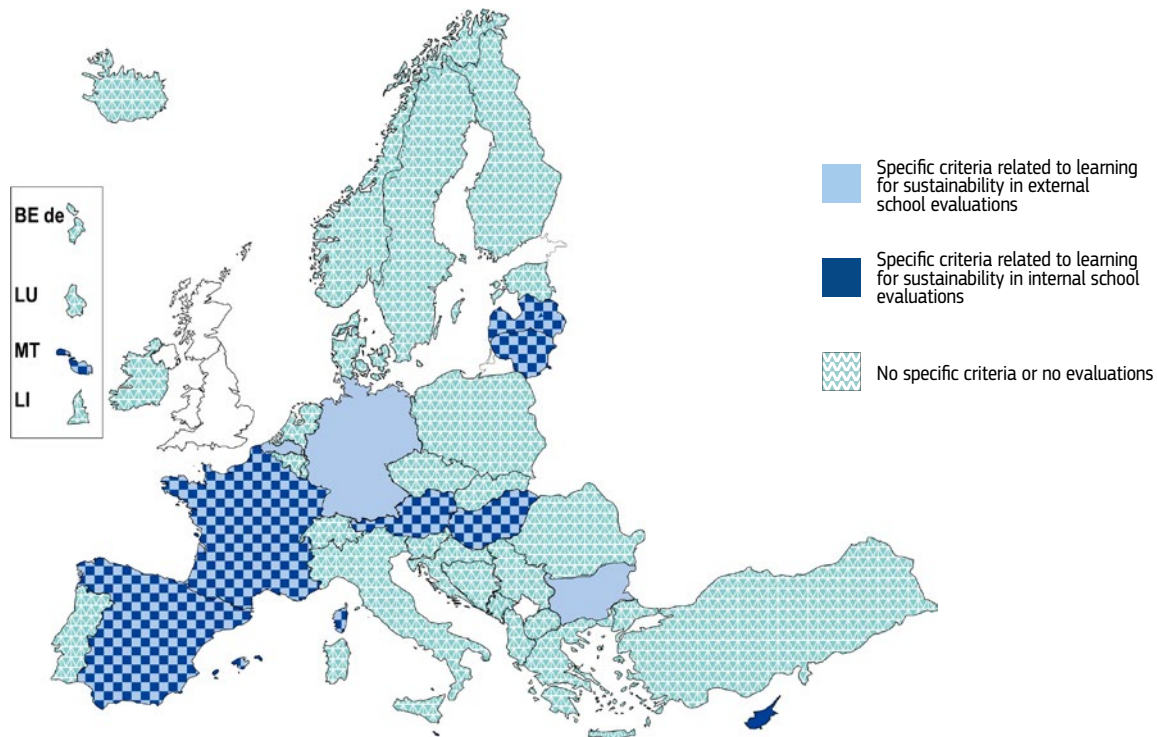 BE de
LU
MT
LI
Specific criteria related to learning
for sustainability in external
school evaluations
Specific criteria related to learning
for sustainability in internal school
evaluations
No specific criteria or no evaluations